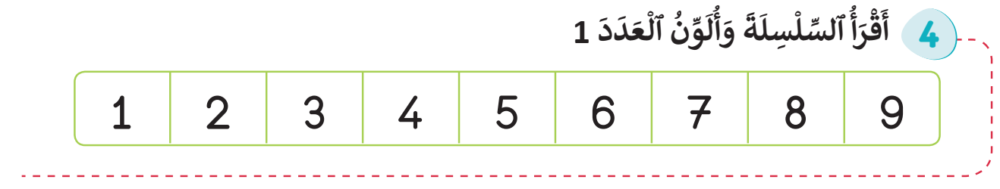 4 أَقْرَأُ ٱلسِّلْسِلَةَ وَأُلَوِّنُ ٱلْعَدَدَ 1
1 2 3 4 5 6 7 8 9